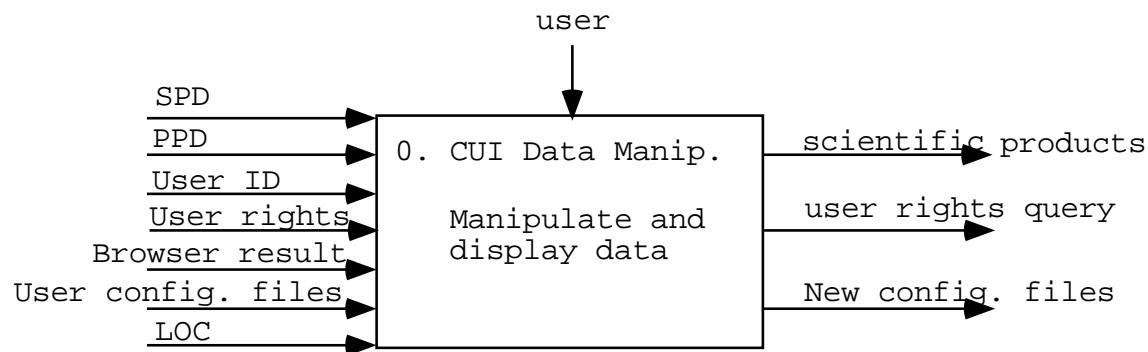 user
SPD
PPD
User ID
User rights
Browser result
User config. files
LOC
0. CUI Data Manip.
Manipulate and
display data
scientific products
user rights query
New config. files